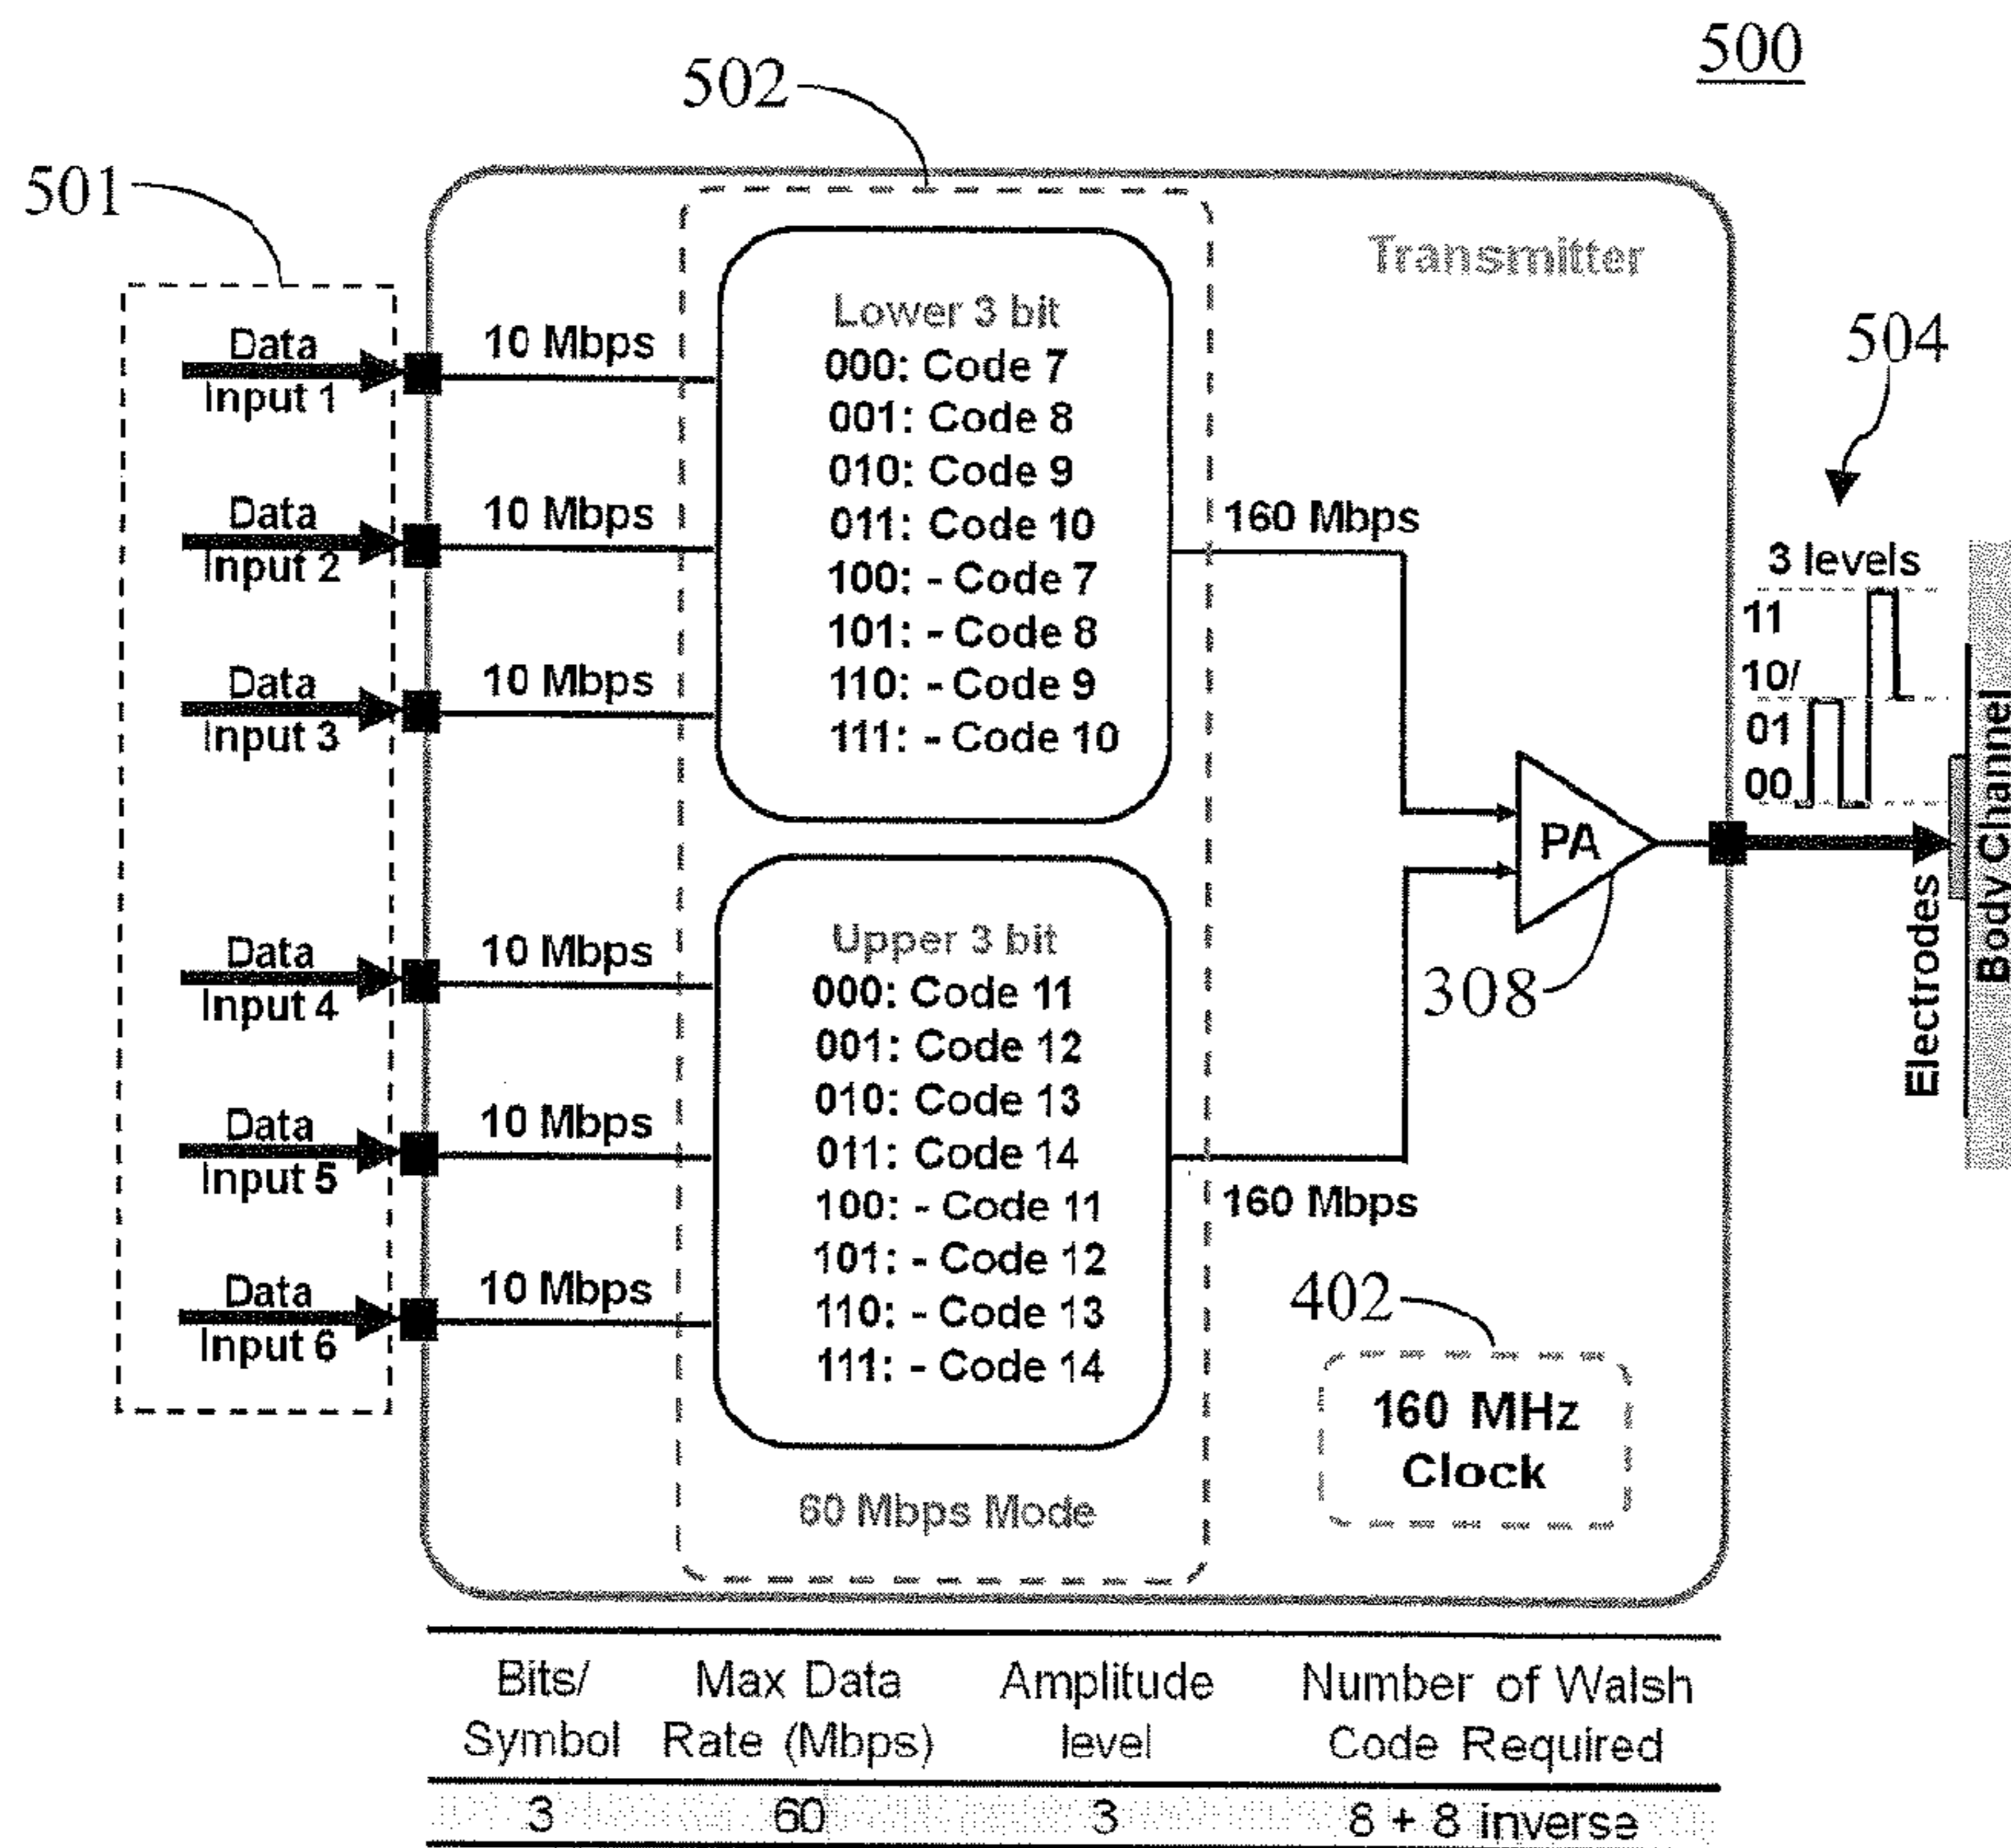 500
502
501
Transmitter
Data
Input 1
10 Mbps
Data
Input 2
10 Mbps
Data
Input 3
10 Mbps
Lower 3 bit
000: Code 7
001: Code 8
010: Code 9
011: Code 10
100: - Code 7
101: - Code 8
110: - Code 9
111: - Code 10
160 Mbps
504
3 levels
11
10/
01
00
PA
308
Electrodes
Body Channel
Data
Input 4
10 Mbps
Data
Input 5
10 Mbps
Data
Input 6
10 Mbps
Upper 3 bit
000: Code 11
001: Code 12
010: Code 13
011: Code 14
100: - Code 11
101: - Code 12
110: - Code 13
111: - Code 14
160 Mbps
60 Mbps Mode
402
160 MHz
Clock
Bits/ Max Data Amplitude Number of Walsh
Symbol Rate (Mbps) level Code Required
3 60 3 8 + 8 inverse